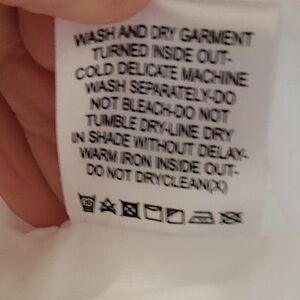 WASH AND DRY GARMENT
TURNED INSIDE OUT-
COLD DELICATE MACHINE
WASH SEPARATELY-DO
NOT BLEACH-DO NOT
TUMBLE DRY-LINE DRY
IN SHADE WITHOUT DELAY-
WARM IRON INSIDE OUT-
DO NOT DRYCLEAN(X)